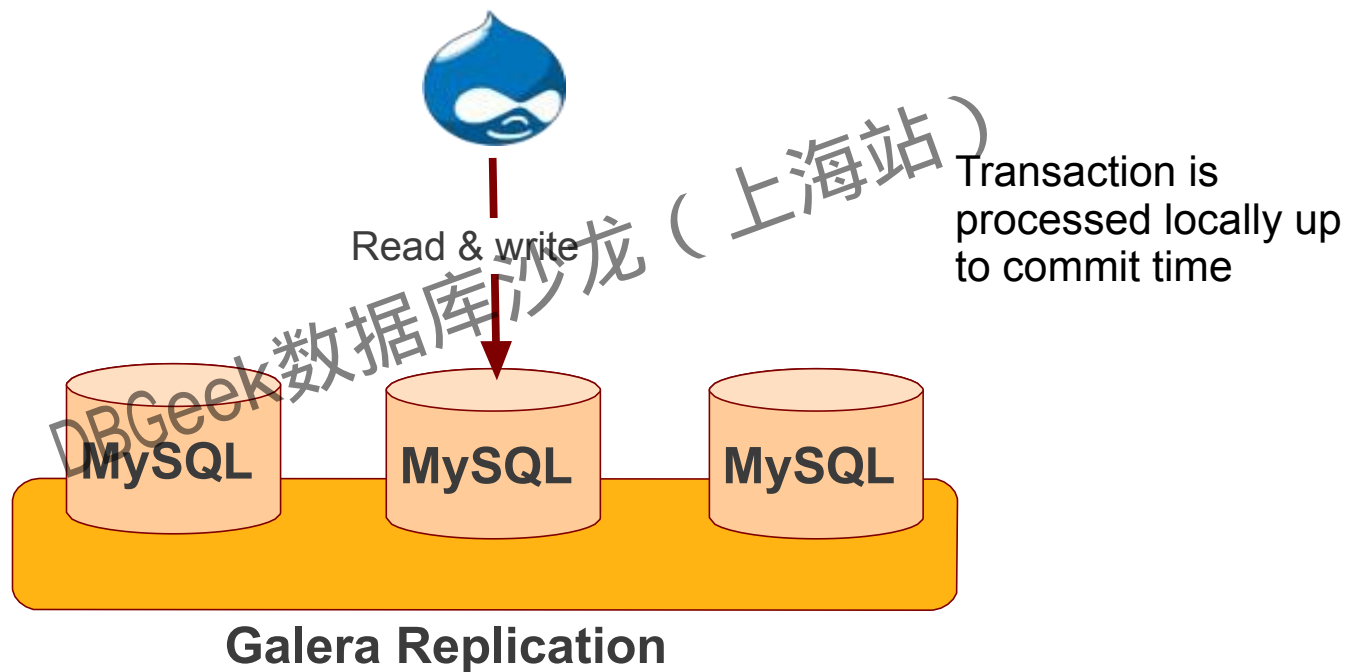 Transaction is
processed locally up
to commit time
Read & write
DBGeek数据库沙龙（上海站）
MySQL
MySQL
MySQL
Galera Replication